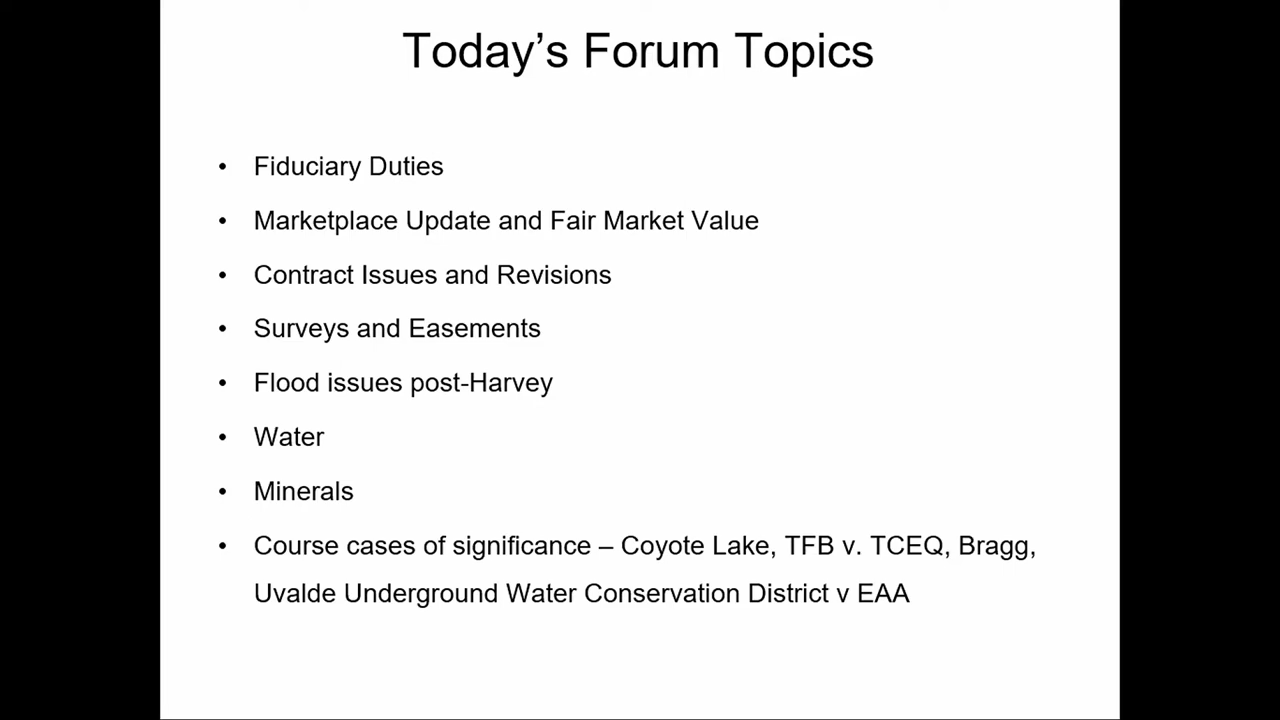 Today’s Forum Topics
• Fiduciary Duties
• Marketplace Update and Fair Market Value
• Contract Issues and Revisions
• Surveys and Easements
• Flood issues post-Harvey
• Water
• Minerals
• Course cases of significance – Coyote Lake, TFB v. TCEQ, Bragg,
Uvalde Underground Water Conservation District v EAA